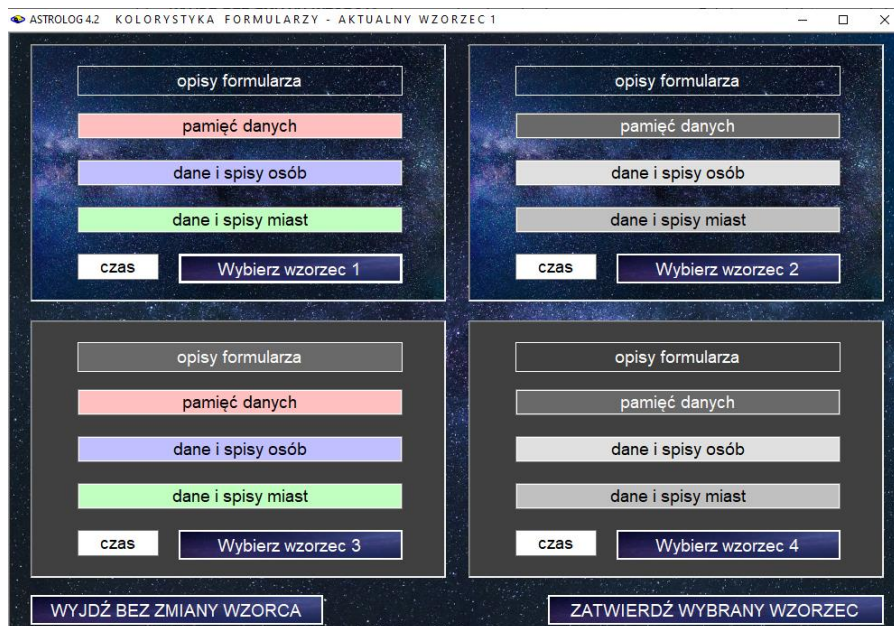 ASTROLOG 4.2 KOLORYSTYKA FORMULARZY - AKTUALNY WZORZEC 1
opisy formularza
pamięć danych
dane i spisy osób
dane i spisy miast
czas Wybierz wzorzec 1
opisy formularza
pamięć danych
dane i spisy osób
dane i spisy miast
czas Wybierz wzorzec 2
opisy formularza
pamięć danych
dane i spisy osób
dane i spisy miast
czas Wybierz wzorzec 3
opisy formularza
pamięć danych
dane i spisy osób
dane i spisy miast
czas Wybierz wzorzec 4
WYJDŹ BEZ ZMIANY WZORCA ZATWIERDŹ WYBRANY WZORZEC